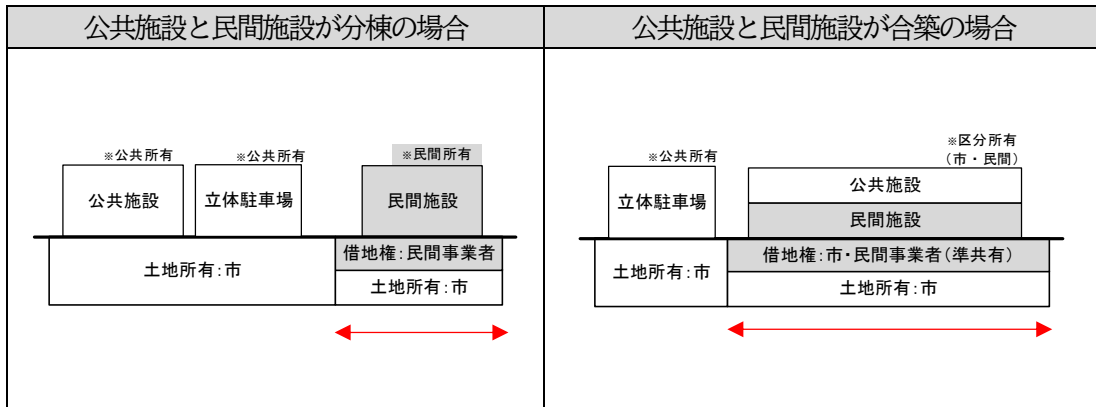 公共施設と民間施設が分棟の場合
※公共所有
※公共所有
※民間所有
公共施設
立体駐車場
民間施設
借地権：民間事業者
土地所有：市
土地所有：市
公共施設と民間施設が合築の場合
※公共所有
※区分所有
（市・民間）
立体駐車場
公共施設
民間施設
借地権：市・民間事業者（準共有）
土地所有：市
土地所有：市